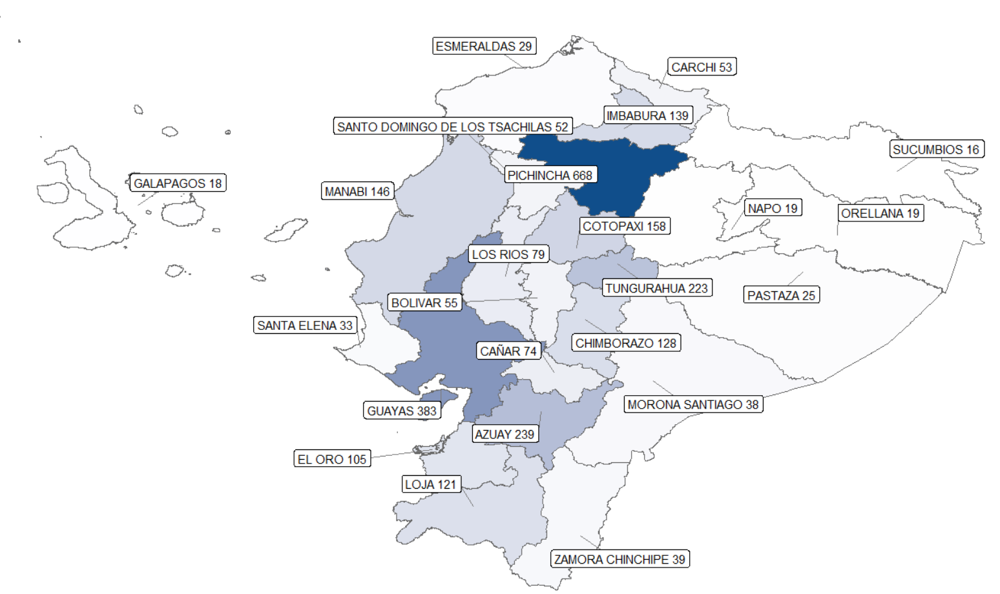 ESMERALDAS 29
CARCHI 53
IMBABURA 139
SANTO DOMINGO DE LOS TSACHILAS 52
SUCUMBIOS 16
PICHINCHA 668
GALAPAGOS 18
MANABI 146
NAPO 19
ORELLANA 19
COTOPAXI 158
LOS RIOS 79
TUNGURAHUA 223
PASTAZA 25
BOLIVAR 55
SANTA ELENA 33
CHIMBORAZO 128
CAÑAR 74
MORONA SANTIAGO 38
GUAYAS 383
AZUAY 239
EL ORO 105
LOJA 121
ZAMORA CHINCHIPE 39